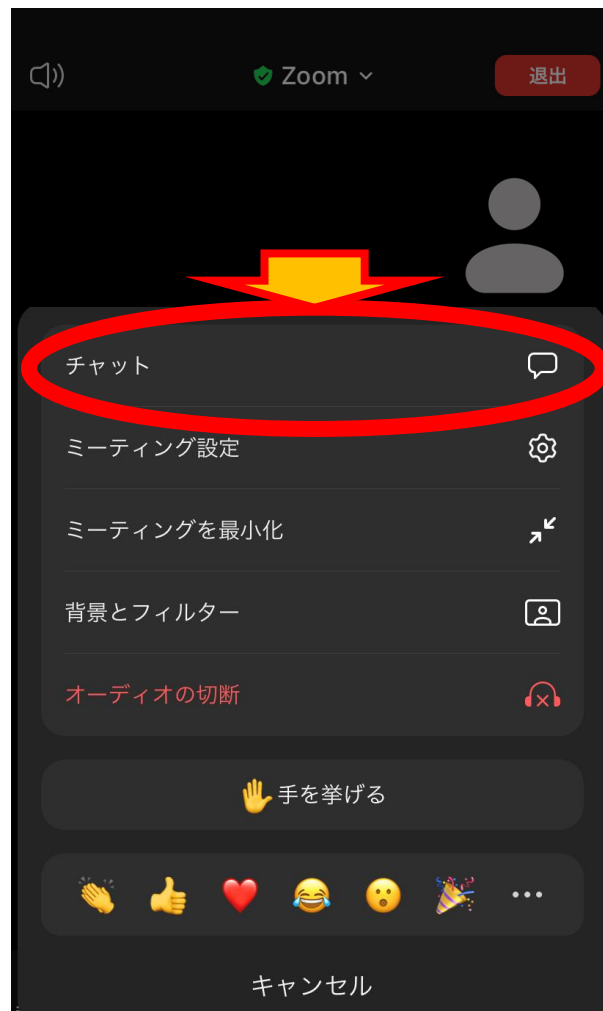 Zoom
退出
チャット
ミーティング設定
ミーティングを最小化
背景とフィルター
オーディオの切断
手を挙げる
キャンセル